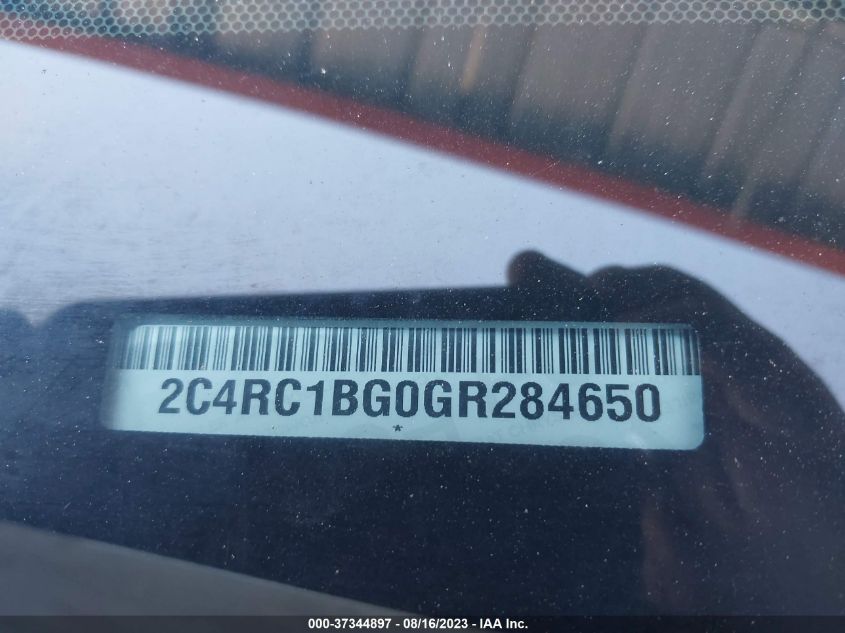 2C4RC1BG0GR284650
*
000-37344897 - 08/16/2023 - IAA Inc.